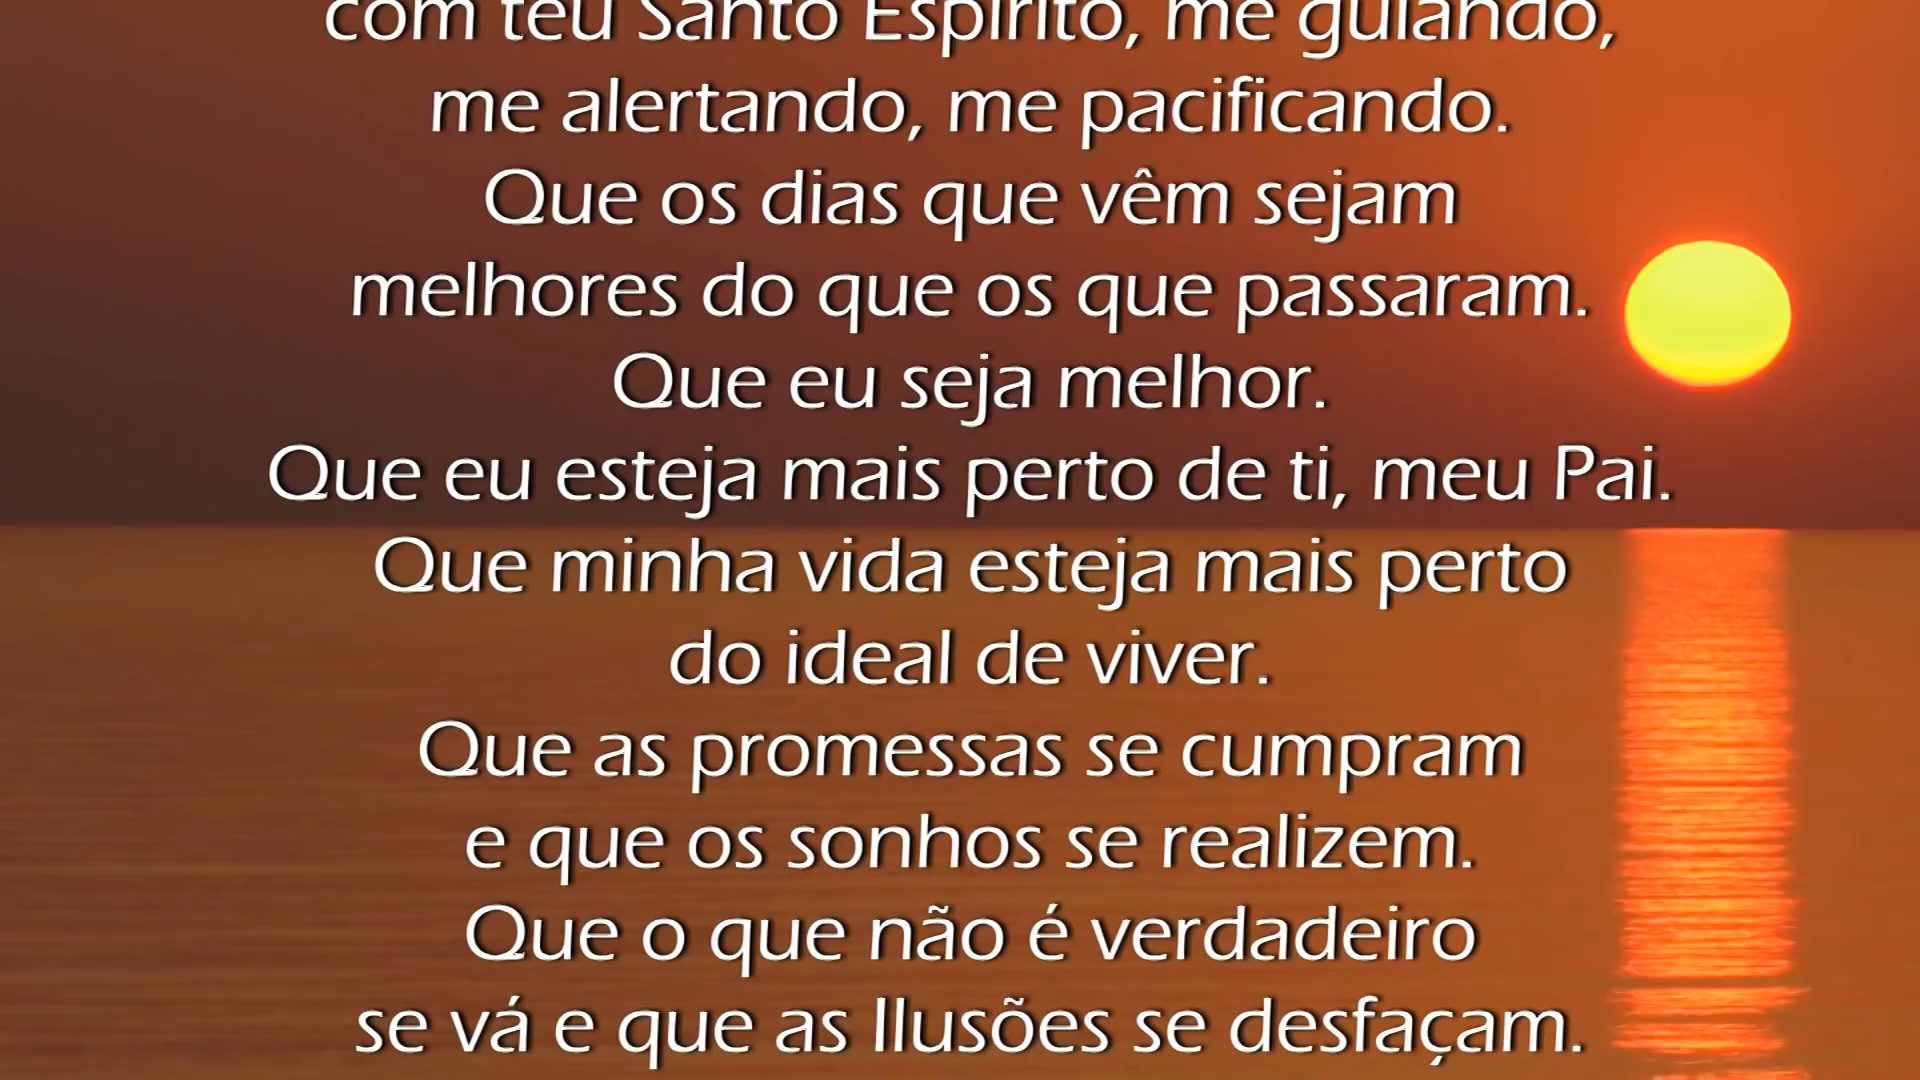 com teu Santo Espírito, me guiando,
me alertando, me pacificando.
Que os dias que vêm sejam
melhores do que os que passaram.
Que eu seja melhor.
Que eu esteja mais perto de ti, meu Pai.
Que minha vida esteja mais perto
do ideal de viver.
Que as promessas se cumpram
e que os sonhos se realizem.
Que o que não é verdadeiro
se vá e que as Ilusões se desfaçam.